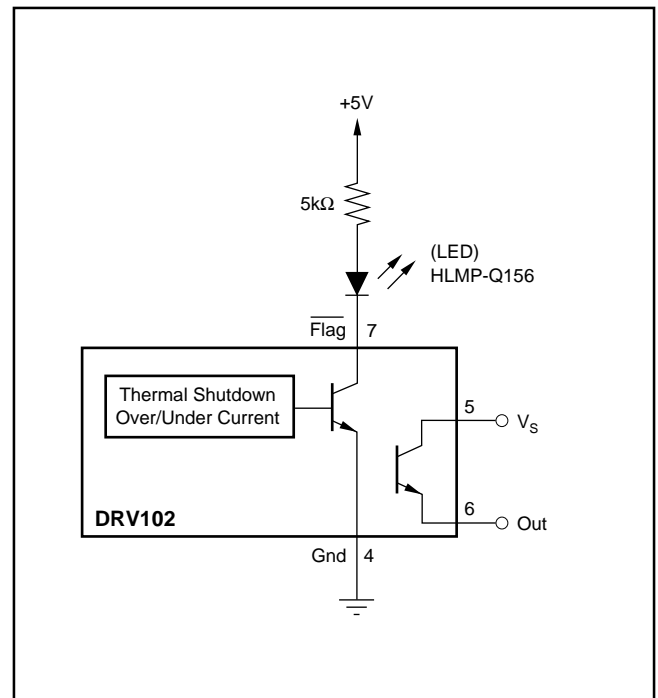 +5V
5kΩ
(LED)
HLMP-Q156
Flag
7
Thermal Shutdown
Over/Under Current
5
V_S
DRV102
6
Out
Gnd
4